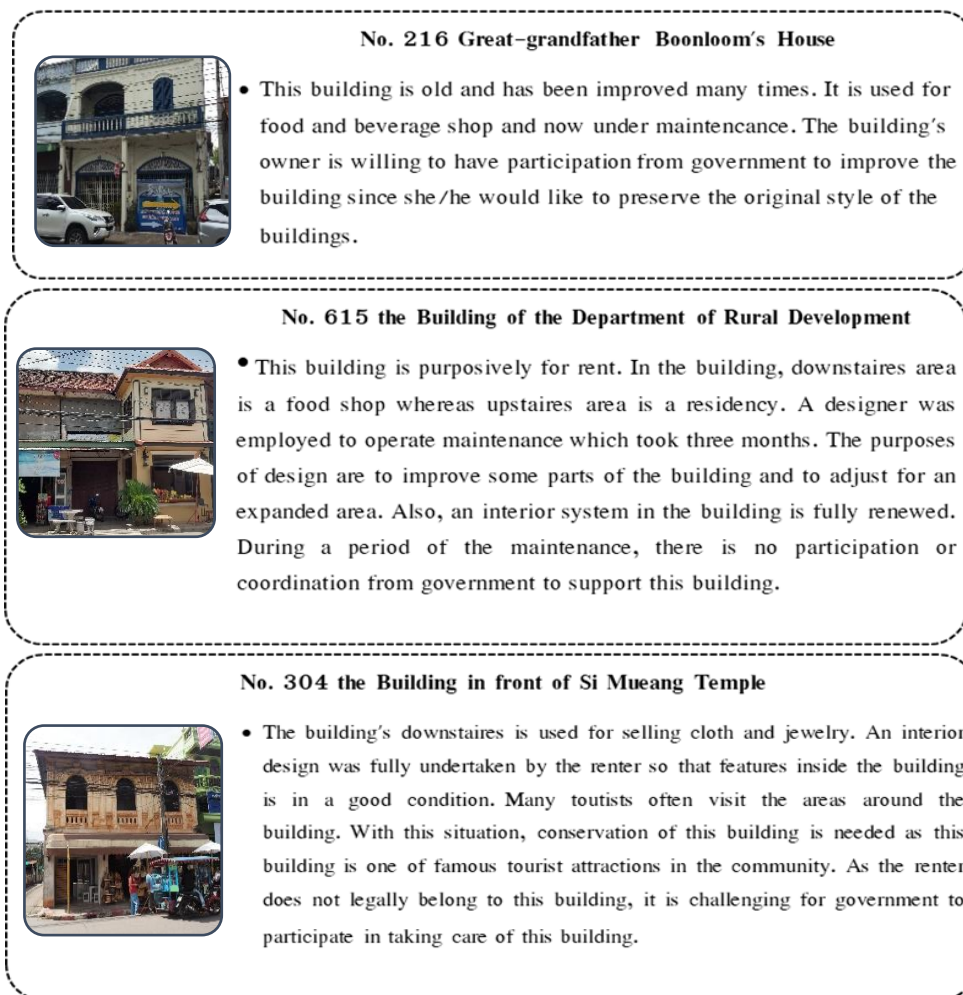 No. 216 Great-grandfather Boonloom's House
• This building is old and has been improved many times. It is used for
food and beverage shop and now under maintencance. The building's
owner is willing to have participation from government to improve the
building since she/he would like to preserve the original style of the
buildings.
No. 615 the Building of the Department of Rural Development
• This building is purposively for rent. In the building, downstaires area
is a food shop whereas upstaires area is a residency. A designer was
employed to operate maintenance which took three months. The purposes
of design are to improve some parts of the building and to adjust for an
expanded area. Also, an interior system in the building is fully renewed.
During a period of the maintenance, there is no participation or
coordination from government to support this building.
No. 304 the Building in front of Si Mueang Temple
• The building's downstaires is used for selling cloth and jewelry. An interior
design was fully undertaken by the renter so that features inside the building
is in a good condition. Many toutists often visit the areas around the
building. With this situation, conservation of this building is needed as this
building is one of famous tourist attractions in the community. As the renter
does not legally belong to this building, it is challenging for government to
participate in taking care of this building.